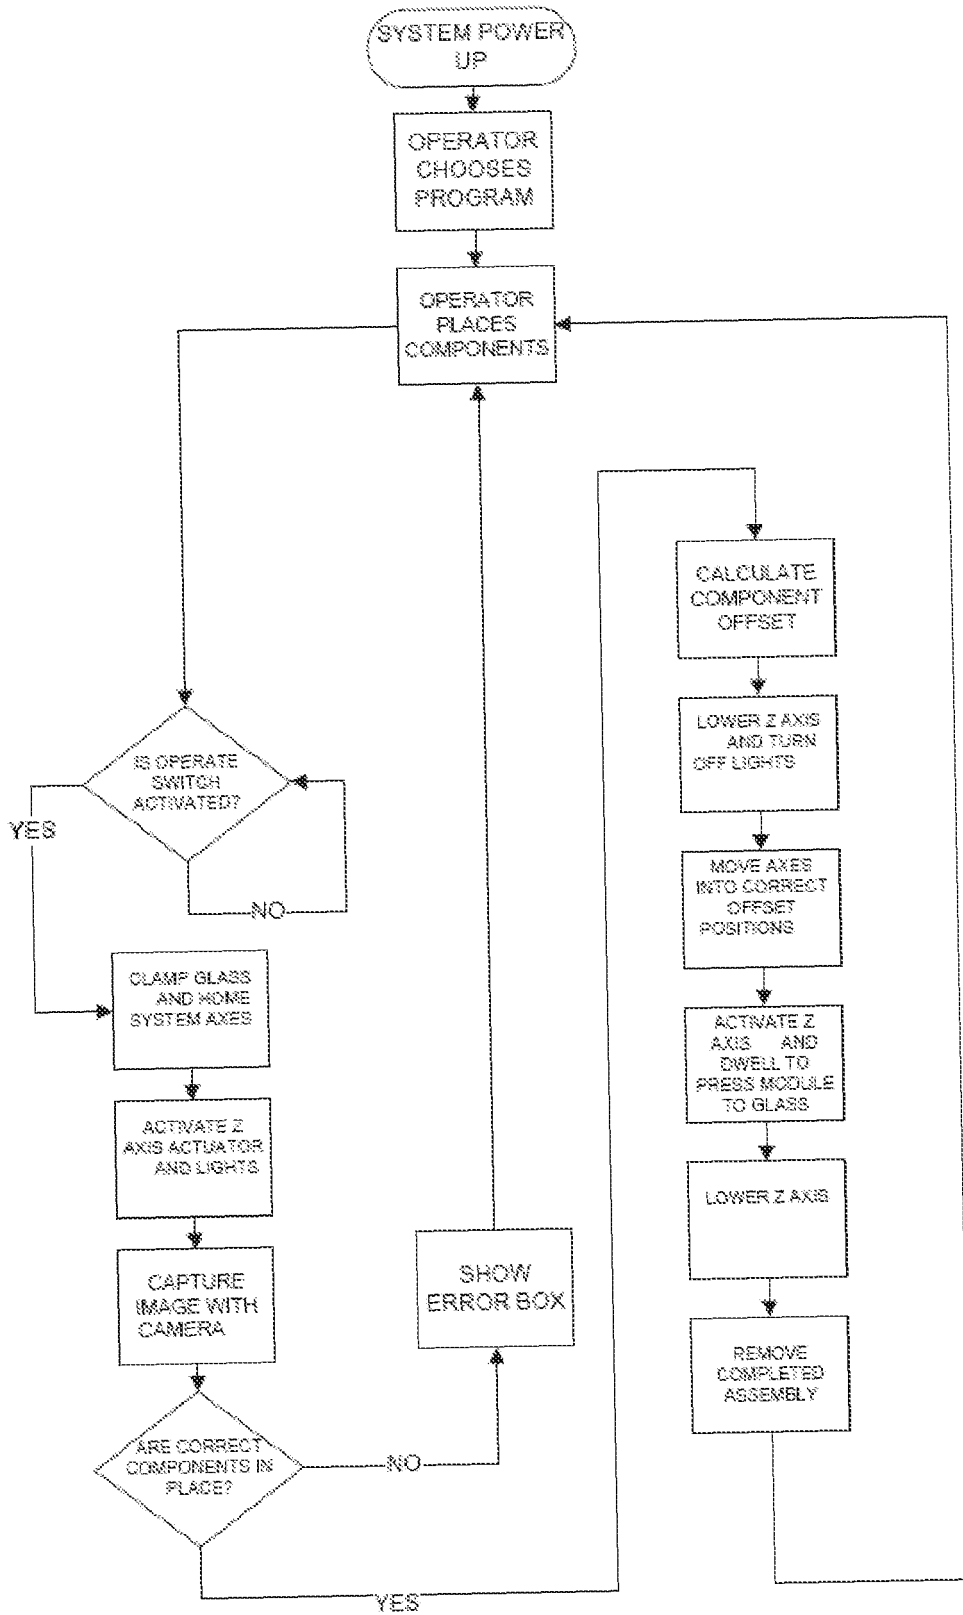 SYSTEM POWER
UP
OPERATOR
CHOOSES
PROGRAM
OPERATOR
PLACES
COMPONENTS
IS OPERATE
SWITCH
ACTIVATED?
YES
NO
CLAMP GLASS
AND HOME
SYSTEM AXES
ACTIVATE Z
AXIS ACTUATOR
AND LIGHTS
CAPTURE
IMAGE WITH
CAMERA
ARE CORRECT
COMPONENTS IN
PLACE?
NO
SHOW
ERROR BOX
YES
CALCULATE
COMPONENT
OFFSET
LOWER Z AXIS
AND TURN
OFF LIGHTS
MOVE AXES
INTO CORRECT
OFFSET
POSITIONS
ACTIVATE Z
AXIS AND
DWELL TO
PRESS MODULE
TO GLASS
LOWER Z AXIS
REMOVE
COMPLETED
ASSEMBLY